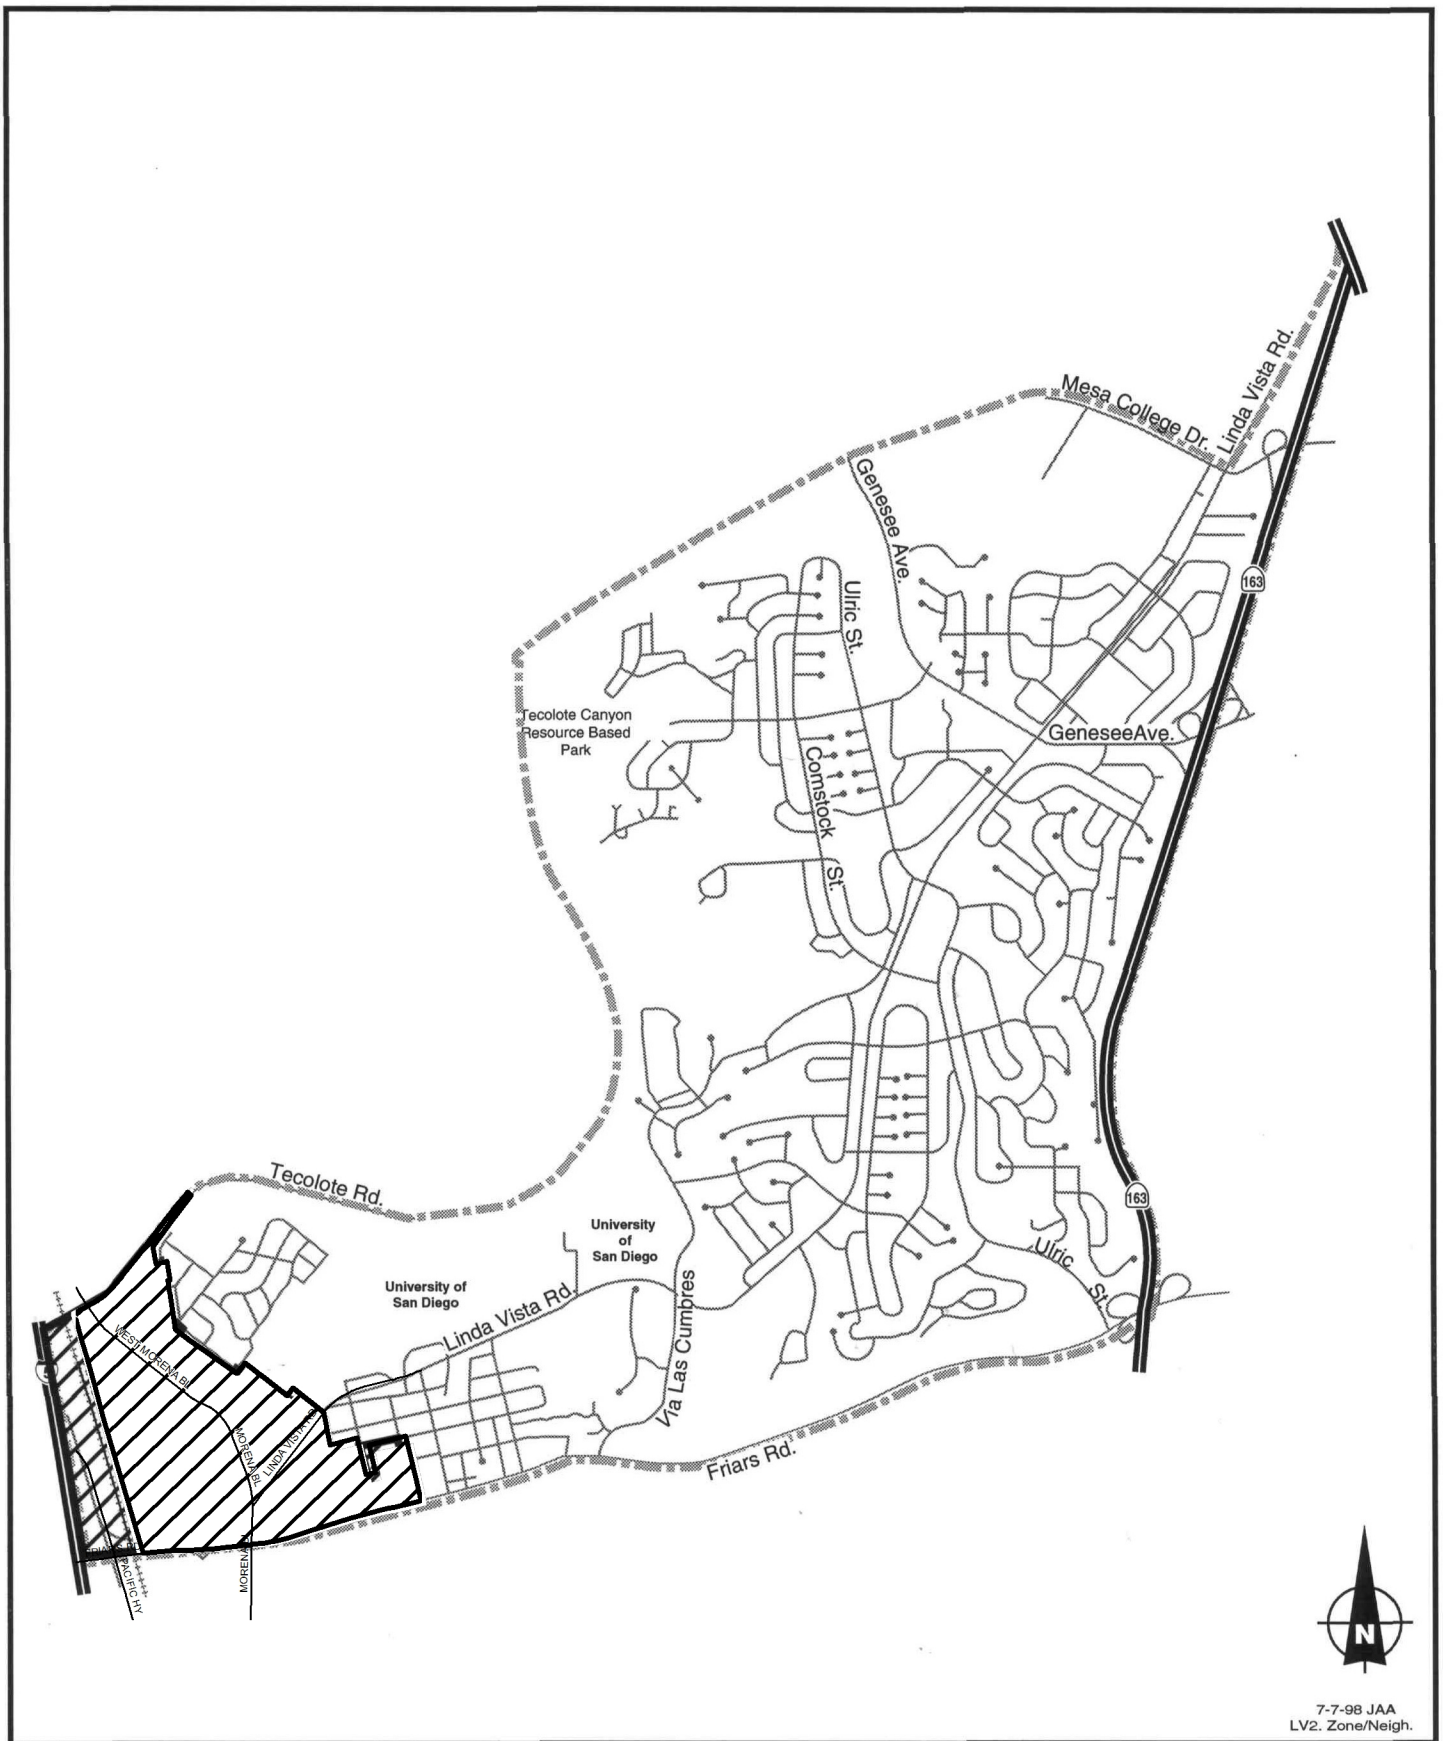 Linda Vista Rd.
Mesa College Dr.
Genesee Ave.
163
Ulric St.
Tecolote Canyon
Resource Based
Park
GeneseeAve.
Comstock
St.
Tecolote Rd.
163
University
of
San Diego
Ulric
St.
University of
San Diego
Linda Vista Rd.
Via Las Cumbres
WEST MORENA BL
MORENA BL
LINDA VISTA RD
Friars Rd.
MORENA
PACIFIC HY
N
7-7-98 JAA
LV2. Zone/Neigh.